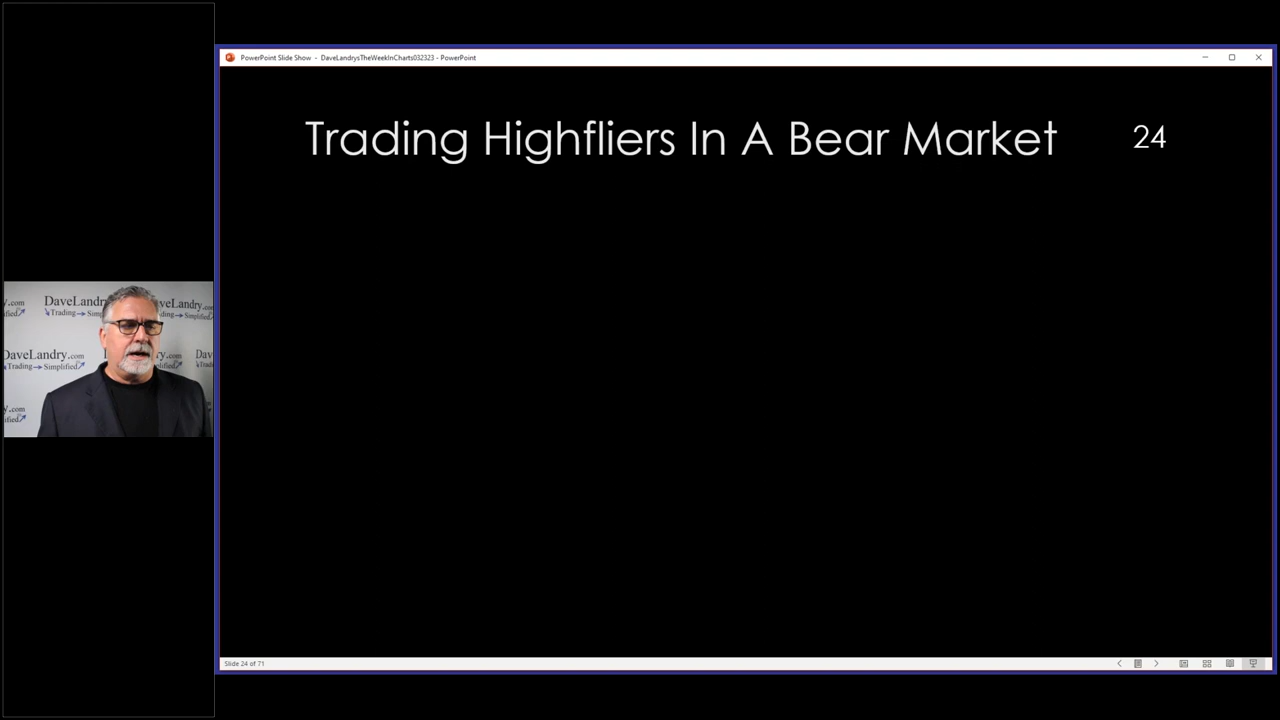 PowerPoint Slide Show - DaveLandrysTheWeekInCharts032323 - PowerPoint
Trading Highfliers In A Bear Market 24
DaveLandry.com
Trading Simplified
Slide 24 of 71